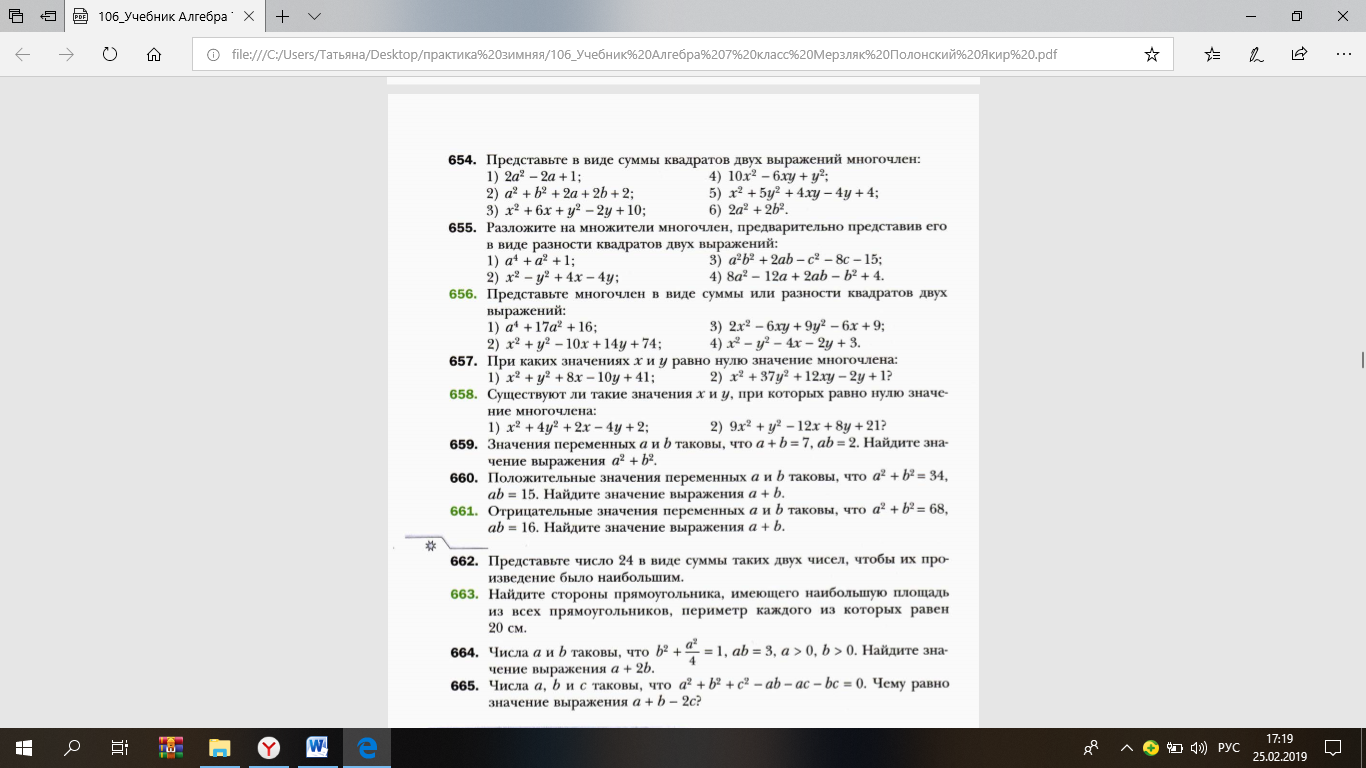 106_Учебник Алгебра
file:///C:/Users/Татьяна/Desktop/практика%20зимняя/106_Учебник%20Алгебра%207%20класс%20Мерзляк%20Полонский%20Якир%20.pdf
654. Представьте в виде суммы квадратов двух выражений многочлен:
1) 2a² − 2a + 1; 4) 10x² − 6xy + y²;
2) a² + b² + 2a + 2b + 2; 5) x² + 5y² + 4xy − 4y + 4;
3) x² + 6x + y² − 2y + 10; 6) 2a² + 2b².
655. Разложите на множители многочлен, предварительно представив его
в виде разности квадратов двух выражений:
1) a⁴ + a² + 1; 3) a²b² + 2ab − c² − 8c − 15;
2) x² − y² + 4x − 4y; 4) 8a² − 12a + 2ab − b² + 4.
656. Представьте многочлен в виде суммы или разности квадратов двух
выражений:
1) a⁴ + 17a² + 16; 3) 2x² − 6xy + 9y² − 6x + 9;
2) x² + y² − 10x + 14y + 74; 4) x² − y² − 4x − 2y + 3.
657. При каких значениях x и y равно нулю значение многочлена:
1) x² + y² + 8x − 10y + 41; 2) x² + 37y² + 12xy − 2y + 1?
658. Существуют ли такие значения x и y, при которых равно нулю значе-
ние многочлена:
1) x² + 4y² + 2x − 4y + 2; 2) 9x² + y² − 12x + 8y + 21?
659. Значения переменных a и b таковы, что a + b = 7, ab = 2. Найдите зна-
чение выражения a² + b².
660. Положительные значения переменных a и b таковы, что a² + b² = 34,
ab = 15. Найдите значение выражения a + b.
661. Отрицательные значения переменных a и b таковы, что a² + b² = 68,
ab = 16. Найдите значение выражения a + b.
662. Представьте число 24 в виде суммы таких двух чисел, чтобы их про-
изведение было наибольшим.
663. Найдите стороны прямоугольника, имеющего наибольшую площадь
из всех прямоугольников, периметр каждого из которых равен
20 см.
664. Числа a и b таковы, что b² + a²/4 = 1, ab = 3, a > 0, b > 0. Найдите зна-
чение выражения a + 2b.
665. Числа a, b и c таковы, что a² + b² + c² − ab − ac − bc = 0. Чему равно
значение выражения a + b − 2c?
РУС
17:19
25.02.2019